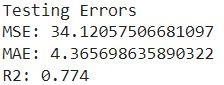 Testing Errors
MSE: 34.12057506681097
MAE: 4.365698635890322
R2: 0.774